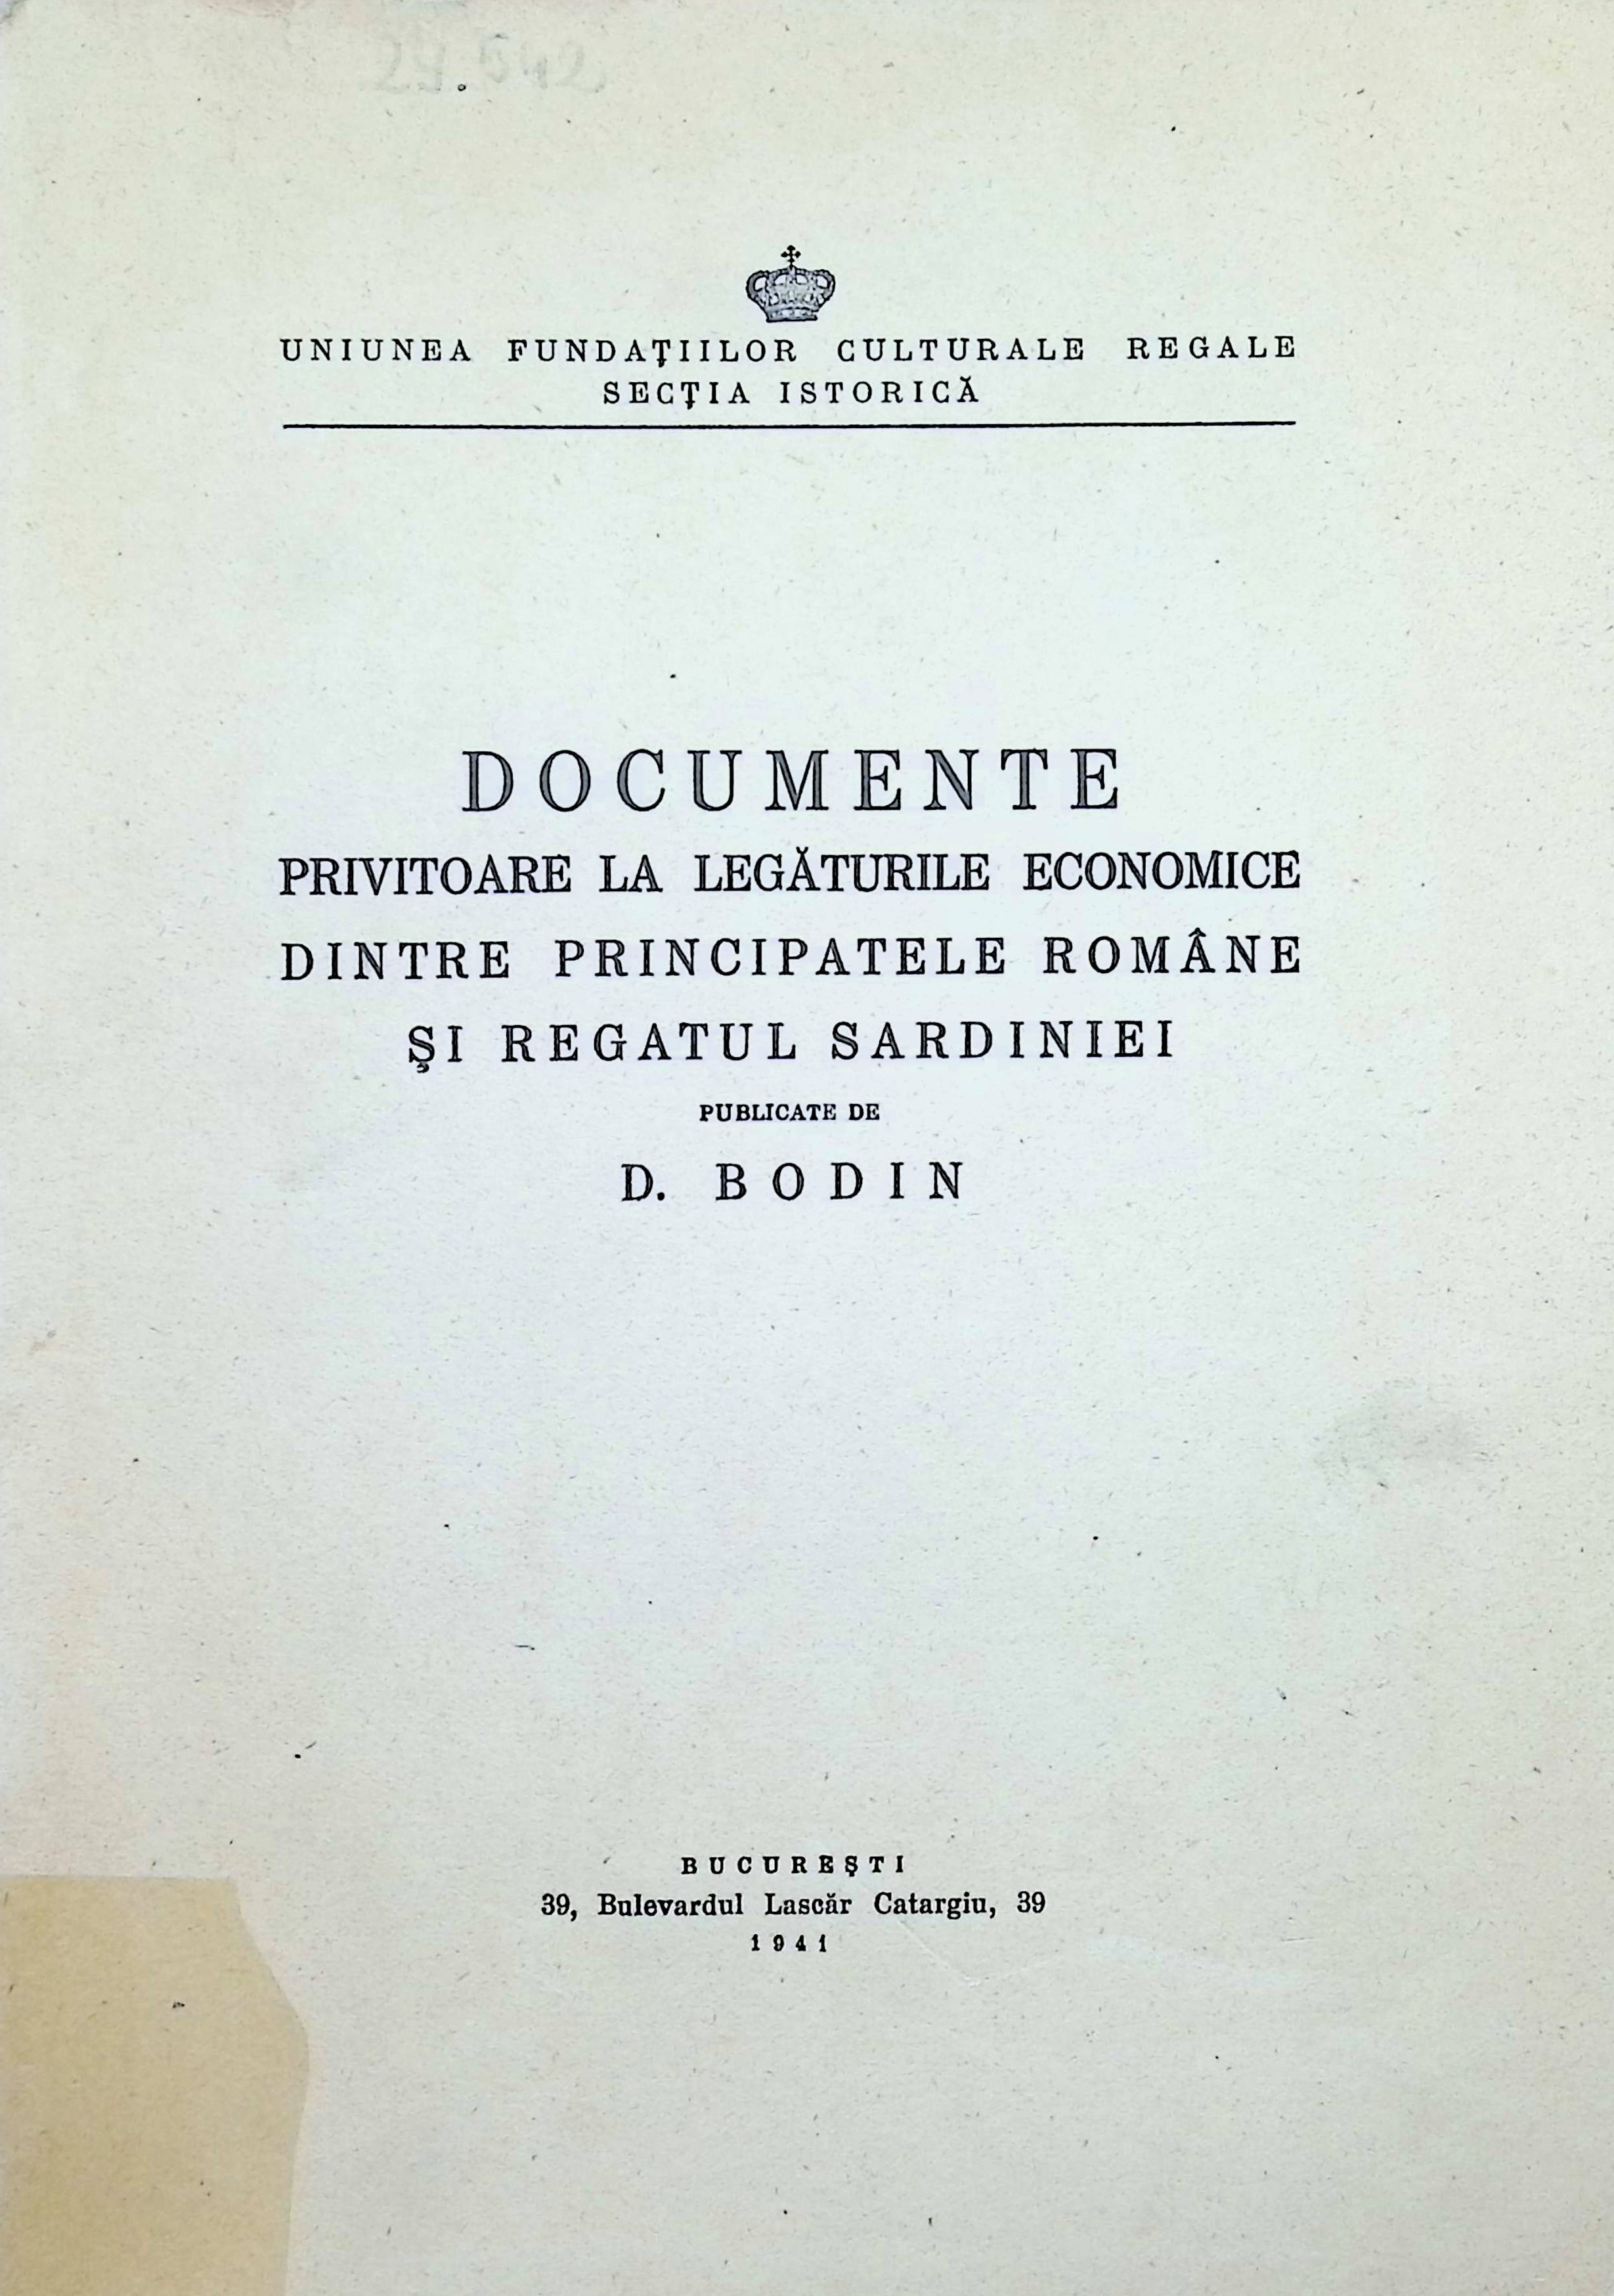 UNIUNEA FUNDAŢIILOR CULTURALE REGALE
SECŢIA ISTORICĂ
DOCUMENTE
PRIVITOARE LA LEGĂTURILE ECONOMICE
DINTRE PRINCIPATELE ROMÂNE
ŞI REGATUL SARDINIEI
PUBLICATE DE
D. BODIN
BUCUREŞTI
39, Bulevardul Lascăr Catargiu, 39
1941